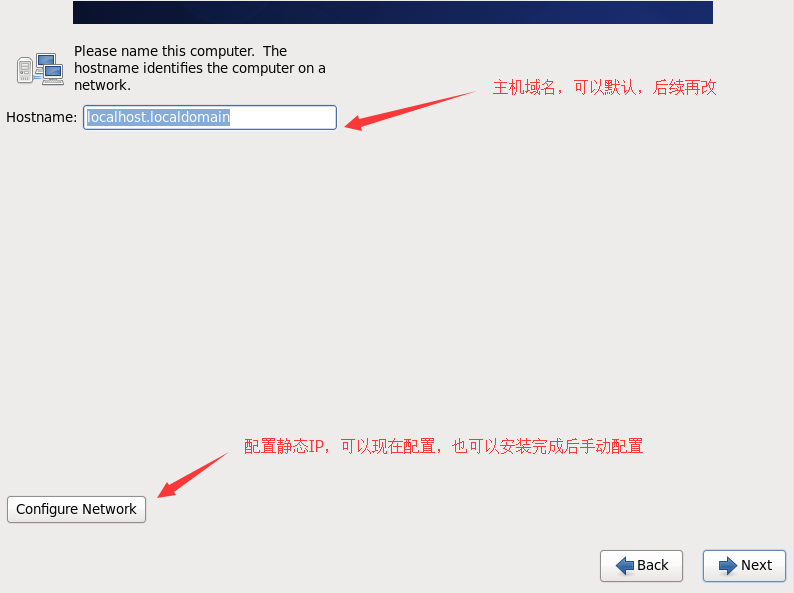 Please name this computer.  The
hostname identifies the computer on a
network.
主机域名，可以默认，后续再改
Hostname: localhost.localdomain
配置静态IP，可以现在配置，也可以安装完成后手动配置
Configure Network
Back Next